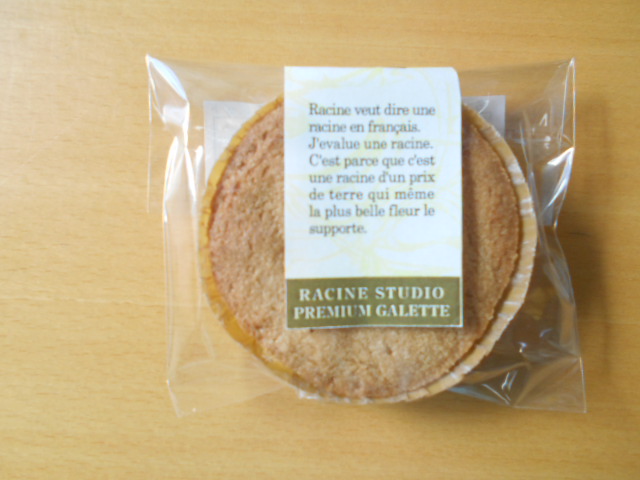 Racine veut dire une
racine en français.
J'evalue une racine.
C'est parce que c'est
une racine d'un prix
de terre qui même
la plus belle fleur le
supporte.
RACINE STUDIO
PREMIUM GALETTE